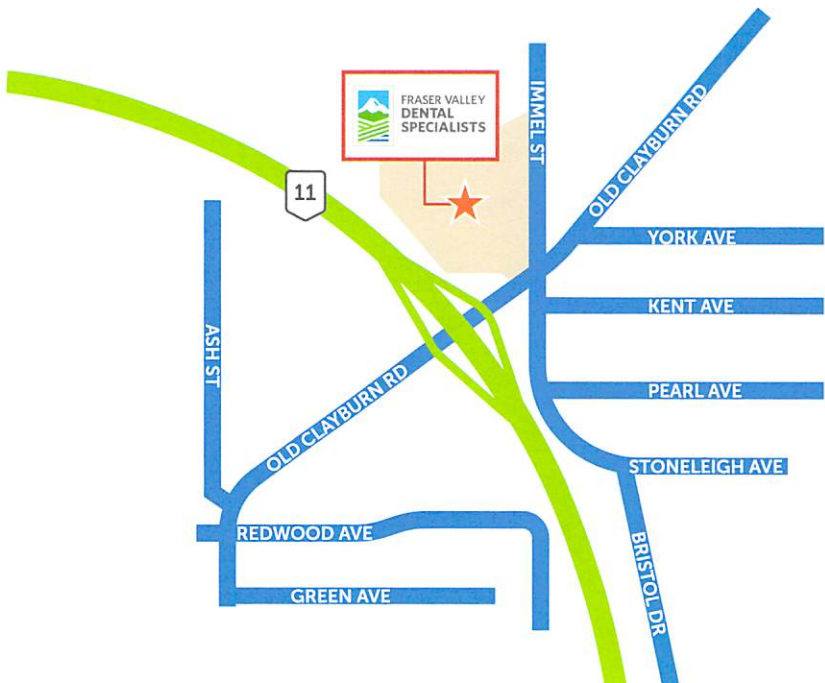 FRASER VALLEY
DENTAL
SPECIALISTS
IMMEL ST
OLD CLAYBURN RD
11
YORK AVE
KENT AVE
ASH ST
PEARL AVE
OLD CLAYBURN RD
STONELEIGH AVE
REDWOOD AVE
BRISTOL DR
GREEN AVE